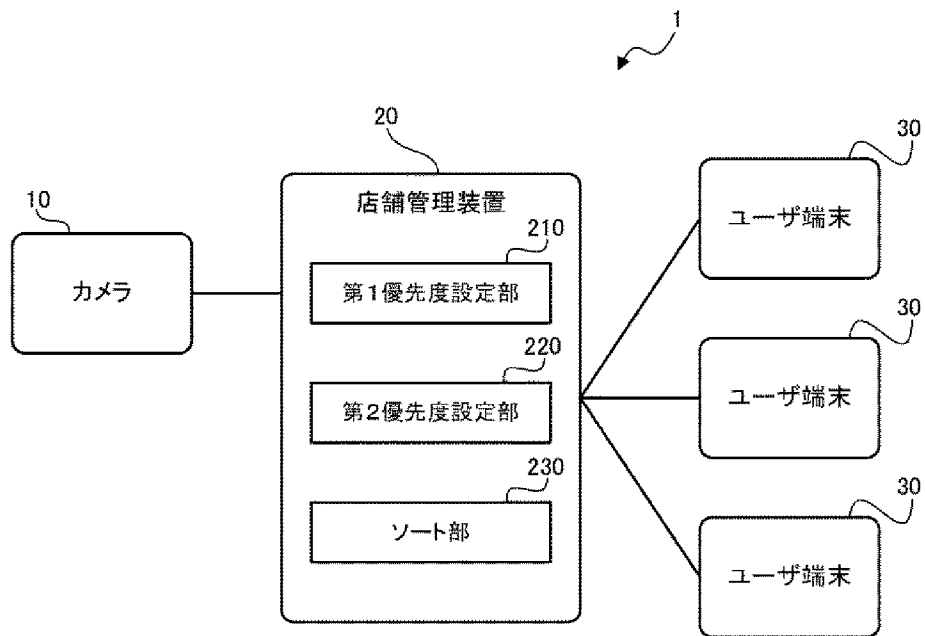 1
20
店舗管理装置
10
カメラ
210
第1優先度設定部
220
第2優先度設定部
230
ソート部
30
ユーザ端末
30
ユーザ端末
30
ユーザ端末